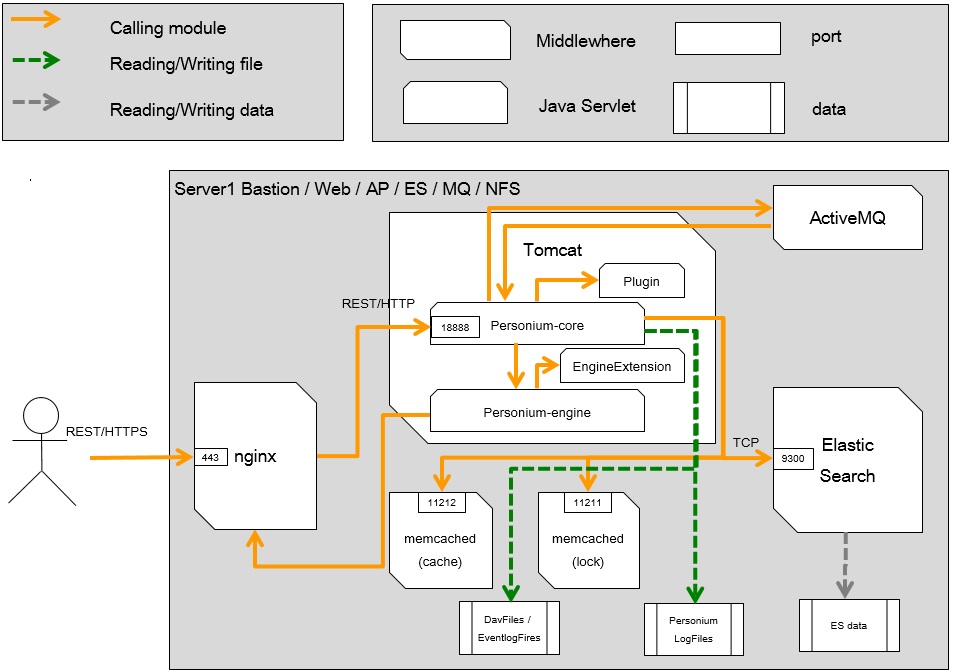 Calling module
Reading/Writing file
Reading/Writing data
Middlewhere
port
Java Servlet
data
Server1 Bastion / Web / AP / ES / MQ / NFS
ActiveMQ
Tomcat
Plugin
REST/HTTP
18888
Personium-core
EngineExtension
Personium-engine
REST/HTTPS
443
nginx
TCP
9300
Elastic
Search
11212
memcached
(cache)
11211
memcached
(lock)
DavFiles /
EventlogFires
Personium
LogFiles
ES data